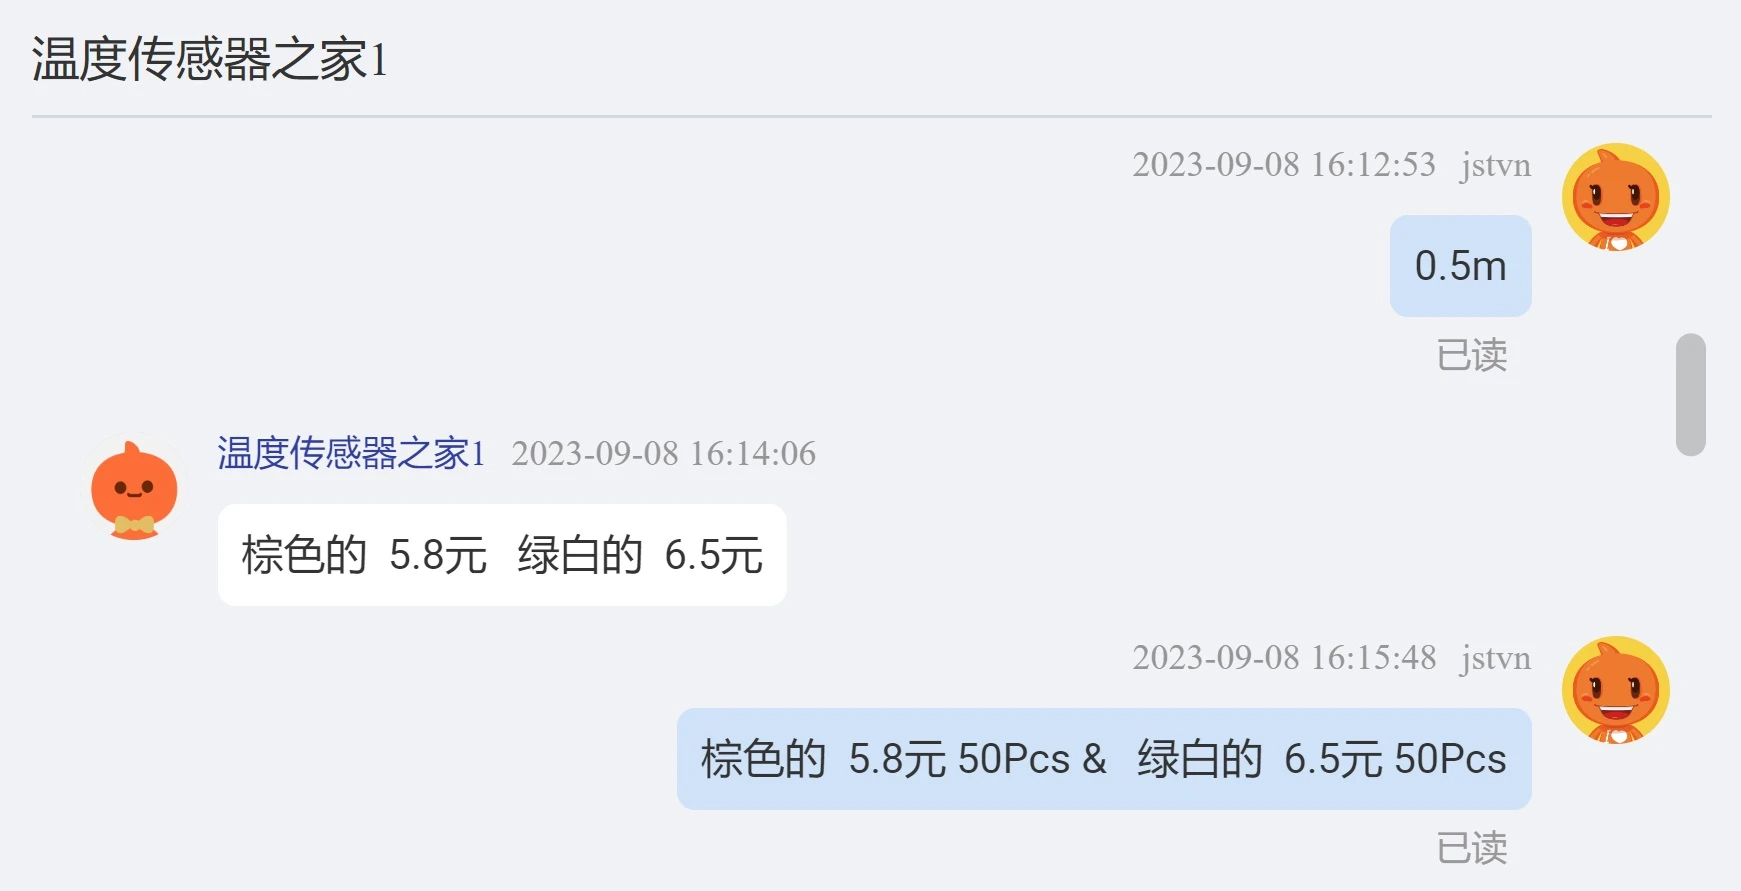 温度传感器之家1
2023-09-08 16:12:53 jstvn
0.5m
已读
温度传感器之家1 2023-09-08 16:14:06
棕色的 5.8元 绿白的 6.5元
2023-09-08 16:15:48 jstvn
棕色的 5.8元 50Pcs & 绿白的 6.5元 50Pcs
已读